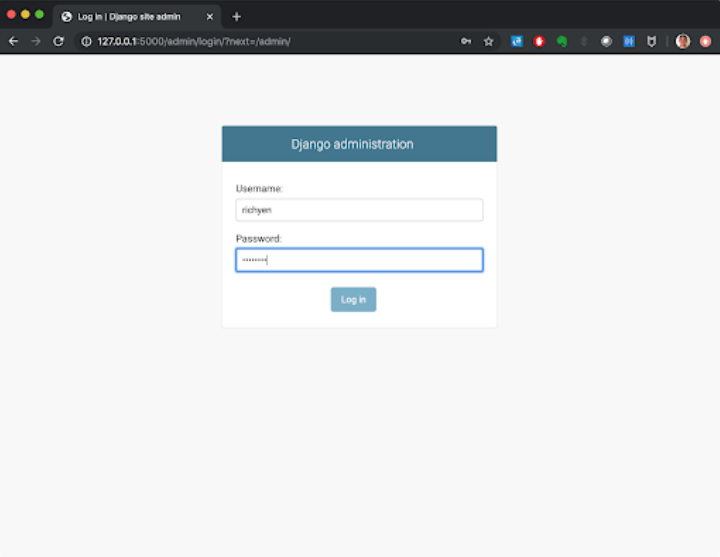 Log in | Django site admin
127.0.0.1:5000/admin/login/?next=/admin/
Django administration
Username:
richyen
Password:
••••••••
Log in